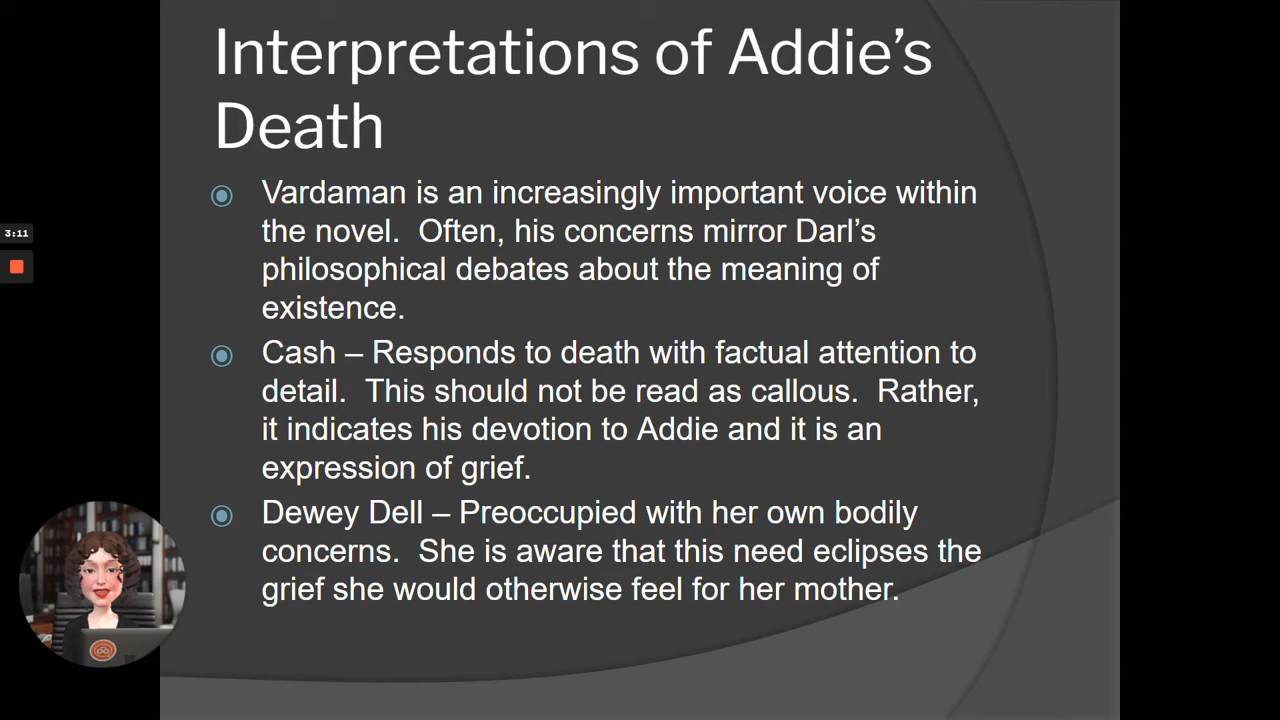 Interpretations of Addie’s
Death
Vardaman is an increasingly important voice within
the novel.  Often, his concerns mirror Darl’s
philosophical debates about the meaning of
existence.
Cash – Responds to death with factual attention to
detail.  This should not be read as callous.  Rather,
it indicates his devotion to Addie and it is an
expression of grief.
Dewey Dell – Preoccupied with her own bodily
concerns.  She is aware that this need eclipses the
grief she would otherwise feel for her mother.
3:11